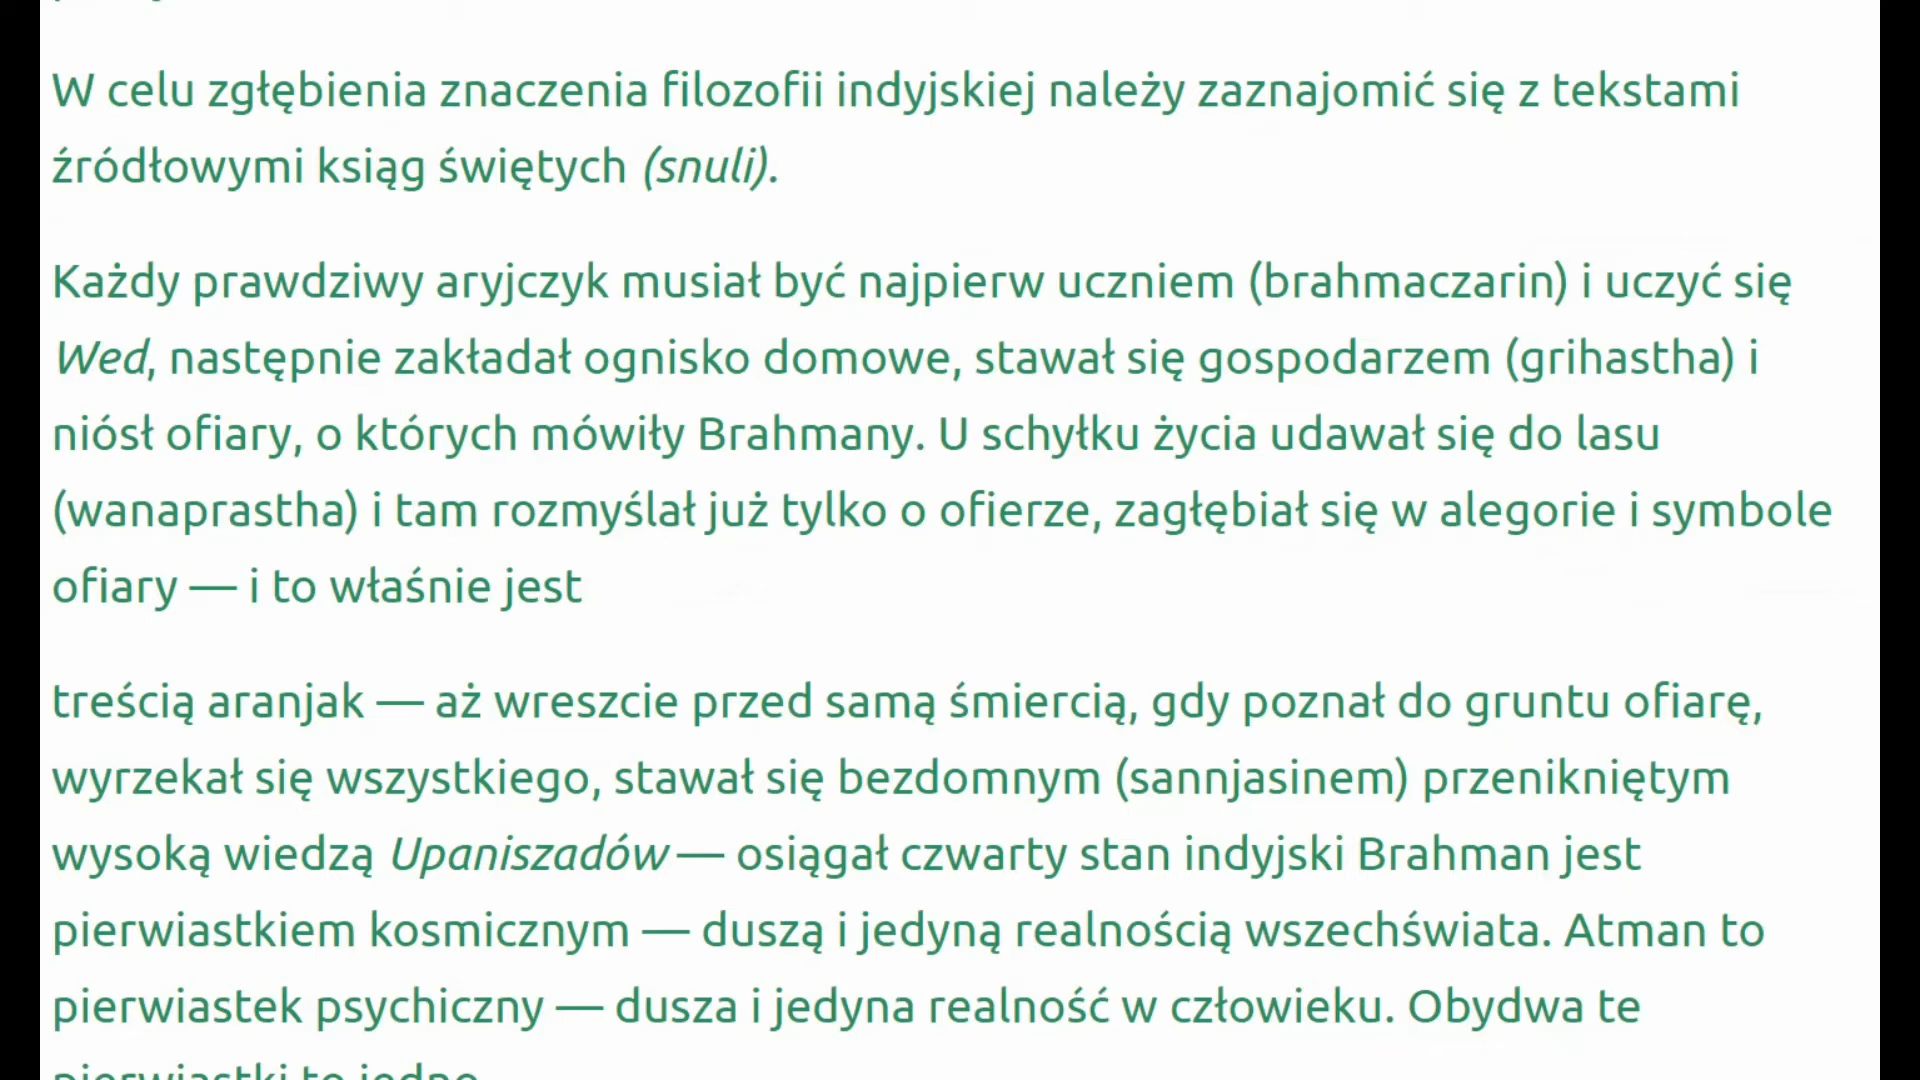 W celu zgłębienia znaczenia filozofii indyjskiej należy zaznajomić się z tekstami
źródłowymi ksiąg świętych (snuli).
Każdy prawdziwy aryjczyk musiał być najpierw uczniem (brahmaczarin) i uczyć się
Wed, następnie zakładał ognisko domowe, stawał się gospodarzem (grihastha) i
niósł ofiary, o których mówiły Brahmany. U schyłku życia udawał się do lasu
(wanaprastha) i tam rozmyślał już tylko o ofierze, zagłębiał się w alegorie i symbole
ofiary — i to właśnie jest
treścią aranjak — aż wreszcie przed samą śmiercią, gdy poznał do gruntu ofiarę,
wyrzekał się wszystkiego, stawał się bezdomnym (sannjasinem) przenikniętym
wysoką wiedzą Upaniszadów — osiągał czwarty stan indyjski Brahman jest
pierwiastkiem kosmicznym — duszą i jedyną realnością wszechświata. Atman to
pierwiastek psychiczny — dusza i jedyna realność w człowieku. Obydwa te
pierwiastki to jedno